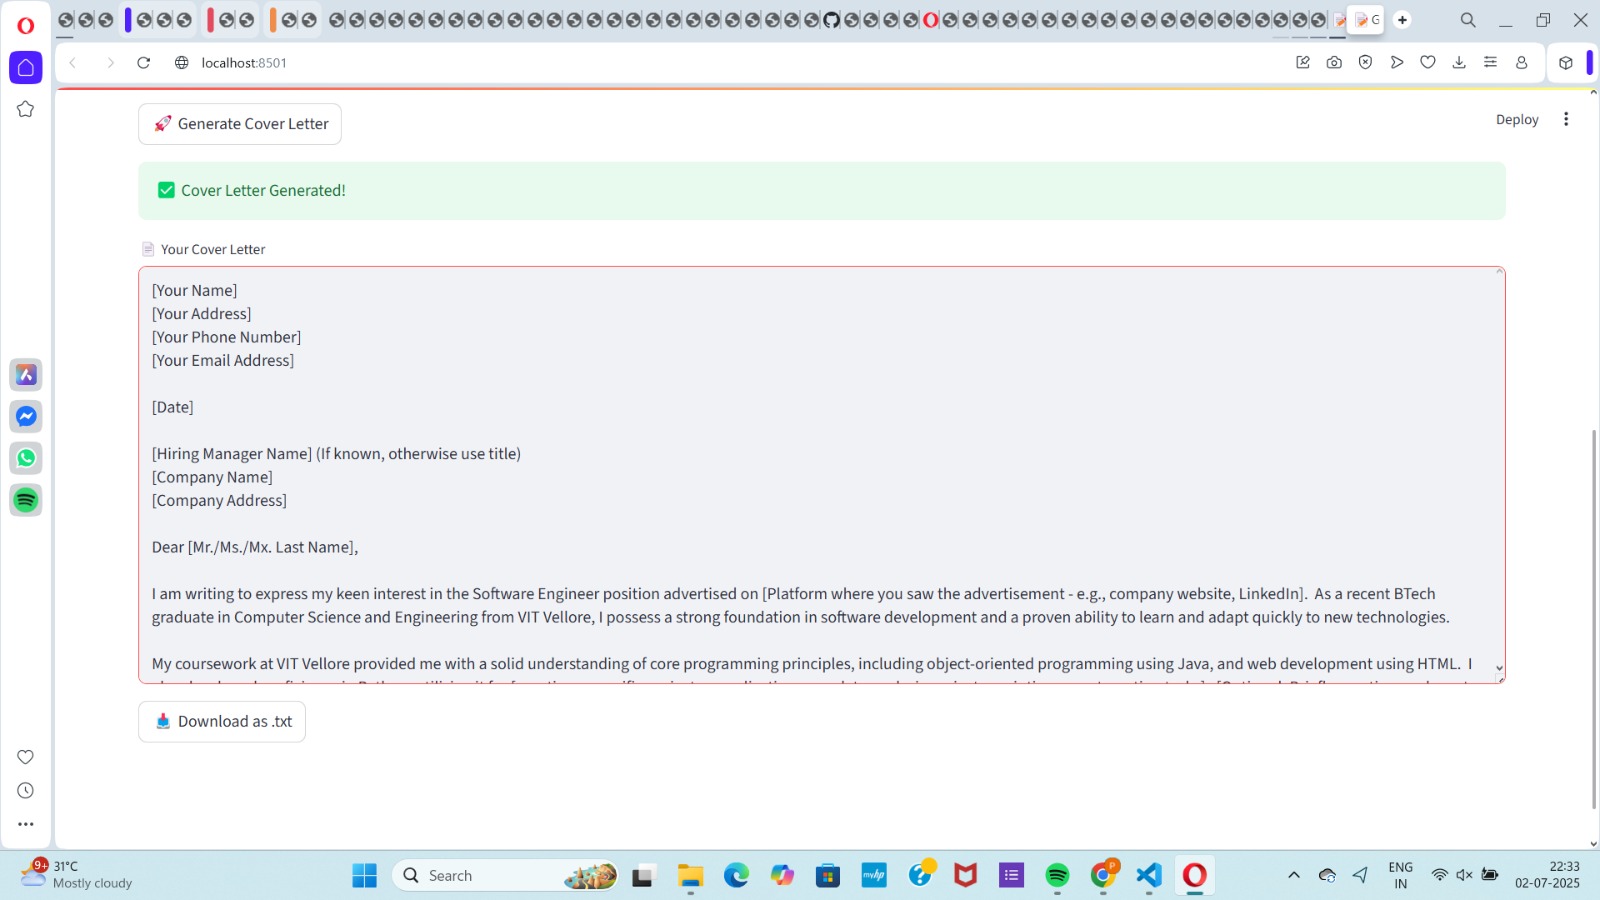 G
localhost:8501
Deploy
🚀 Generate Cover Letter
✅ Cover Letter Generated!
📄 Your Cover Letter
[Your Name]
[Your Address]
[Your Phone Number]
[Your Email Address]
[Date]
[Hiring Manager Name] (If known, otherwise use title)
[Company Name]
[Company Address]
Dear [Mr./Ms./Mx. Last Name],
I am writing to express my keen interest in the Software Engineer position advertised on [Platform where you saw the advertisement - e.g., company website, LinkedIn].  As a recent BTech
graduate in Computer Science and Engineering from VIT Vellore, I possess a strong foundation in software development and a proven ability to learn and adapt quickly to new technologies.
My coursework at VIT Vellore provided me with a solid understanding of core programming principles, including object-oriented programming using Java, and web development using HTML.  I
📥 Download as .txt
9+
31°C
Mostly cloudy
Search
myhp
P
ENG
IN
22:33
02-07-2025